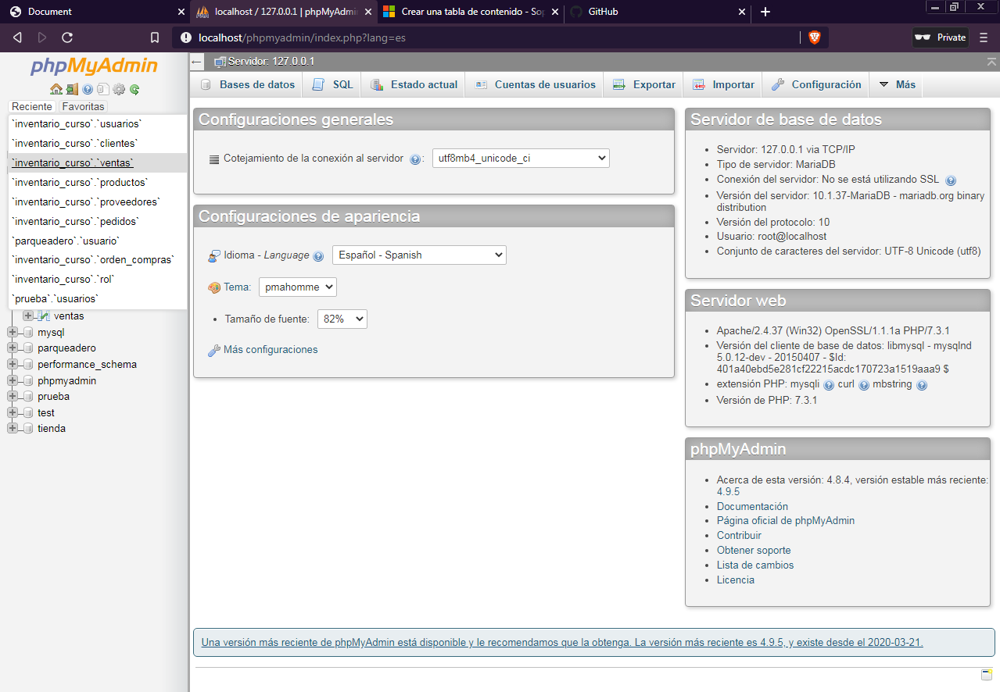 Document
localhost / 127.0.0.1 | phpMyAdmin
Crear una tabla de contenido - Sop
GitHub
localhost/phpmyadmin/index.php?lang=es
Private
phpMyAdmin
Reciente Favoritas
`inventario_curso`.`usuarios`
`inventario_curso`.`clientes`
`inventario_curso`.`ventas`
`inventario_curso`.`productos`
`inventario_curso`.`proveedores`
`inventario_curso`.`pedidos`
`parqueadero`.`usuario`
`inventario_curso`.`orden_compras`
`inventario_curso`.`rol`
`prueba`.`usuarios`
ventas
mysql
parqueadero
performance_schema
phpmyadmin
prueba
test
tienda
Servidor: 127.0.0.1
Bases de datos SQL Estado actual Cuentas de usuarios Exportar Importar Configuración Más
Configuraciones generales
Cotejamiento de la conexión al servidor : utf8mb4_unicode_ci
Configuraciones de apariencia
Idioma - Language Español - Spanish
Tema: pmahomme
Tamaño de fuente: 82%
Más configuraciones
Servidor de base de datos
Servidor: 127.0.0.1 via TCP/IP
Tipo de servidor: MariaDB
Conexión del servidor: No se está utilizando SSL
Versión del servidor: 10.1.37-MariaDB - mariadb.org binary
distribution
Versión del protocolo: 10
Usuario: root@localhost
Conjunto de caracteres del servidor: UTF-8 Unicode (utf8)
Servidor web
Apache/2.4.37 (Win32) OpenSSL/1.1.1a PHP/7.3.1
Versión del cliente de base de datos: libmysql - mysqlnd
5.0.12-dev - 20150407 - $Id:
401a40ebd5e281cf22215acdc170723a1519aaa9 $
extensión PHP: mysqli curl mbstring
Versión de PHP: 7.3.1
phpMyAdmin
Acerca de esta versión: 4.8.4, versión estable más reciente:
4.9.5
Documentación
Página oficial de phpMyAdmin
Contribuir
Obtener soporte
Lista de cambios
Licencia
Una versión más reciente de phpMyAdmin está disponible y le recomendamos que la obtenga. La versión más reciente es 4.9.5, y existe desde el 2020-03-21.